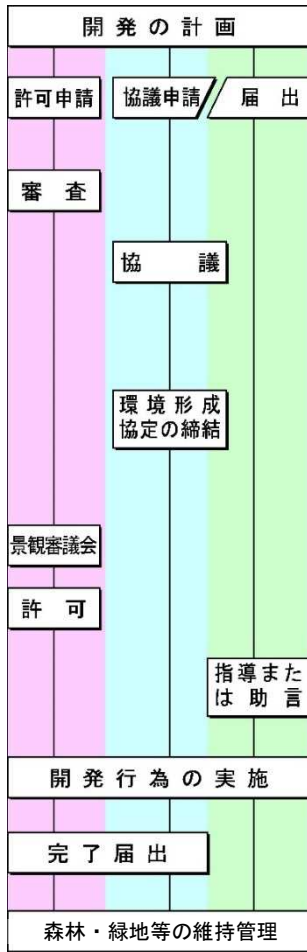 開発の計画
許可申請
協議申請
届出
審査
協議
環境形成
協定の締結
景観審議会
許可
指導また
は助言
開発行為の実施
完了届出
森林・緑地等の維持管理